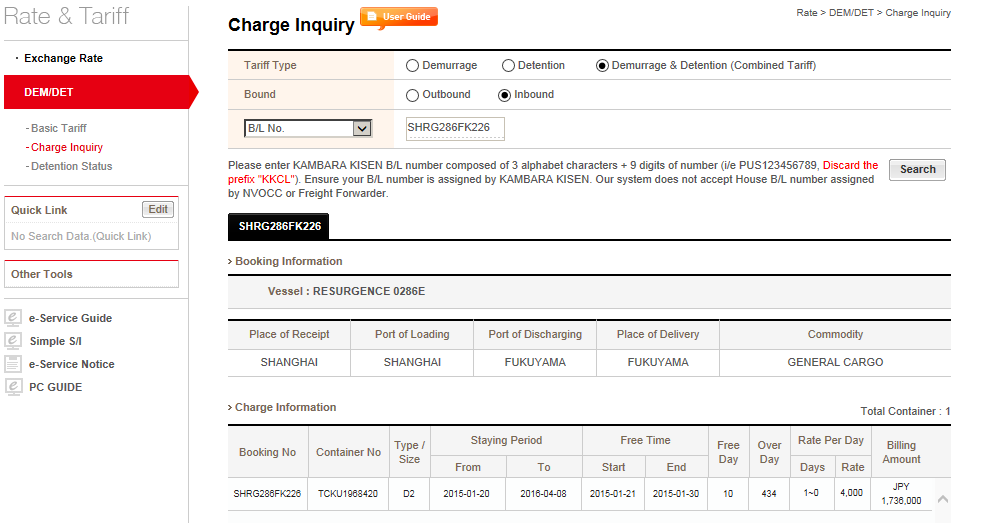 Rate & Tariff
· Exchange Rate
DEM/DET
- Basic Tariff
- Charge Inquiry
- Detention Status
Quick Link Edit
No Search Data.(Quick Link)
Other Tools
e-Service Guide
Simple S/I
e-Service Notice
PC GUIDE
Rate > DEM/DET > Charge Inquiry
Charge Inquiry User Guide
Tariff Type Demurrage Detention Demurrage & Detention (Combined Tariff)
Bound Outbound Inbound
B/L No. SHRG286FK226
Please enter KAMBARA KISEN B/L number composed of 3 alphabet characters + 9 digits of number (i/e PUS123456789, Discard the
prefix "KKCL"). Ensure your B/L number is assigned by KAMBARA KISEN. Our system does not accept House B/L number assigned
by NVOCC or Freight Forwarder.
Search
SHRG286FK226
> Booking Information
Vessel : RESURGENCE 0286E
Place of Receipt Port of Loading Port of Discharging Place of Delivery Commodity
SHANGHAI SHANGHAI FUKUYAMA FUKUYAMA GENERAL CARGO
> Charge Information
Total Container : 1
Booking No Container No Type / Size Staying Period Free Time Free Day Over Day Rate Per Day Billing Amount
From To Start End Days Rate
SHRG286FK226 TCKU1968420 D2 2015-01-20 2016-04-08 2015-01-21 2015-01-30 10 434 1~0 4,000 JPY 1,736,000